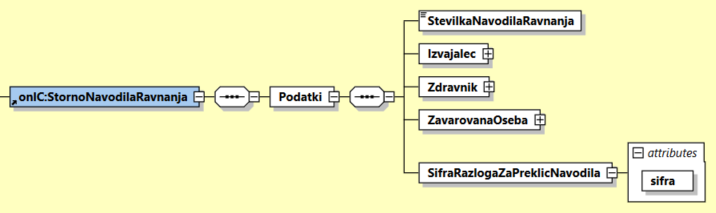 StevilkaNavodilaRavnanja
Izvajalec
Zdravnik
onIC:StornoNavodilaRavnanja
Podatki
ZavarovanaOseba
attributes
SifraRazlogaZaPreklicNavodila
sifra